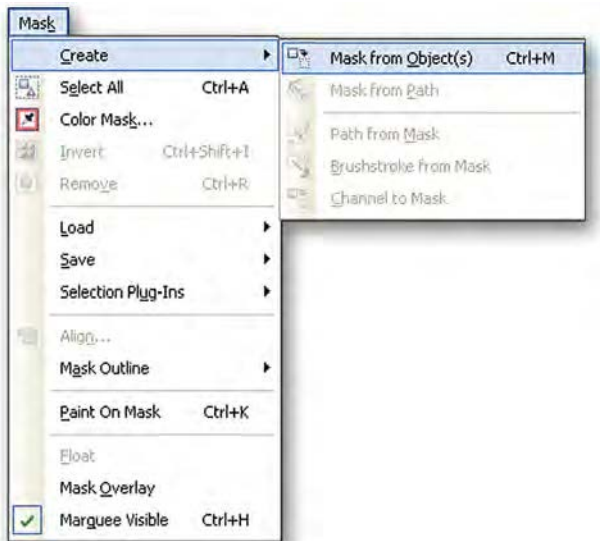 Mask
Create
Select All Ctrl+A
Color Mask...
Invert Ctrl+Shift+I
Remove Ctrl+R
Load
Save
Selection Plug-Ins
Align...
Mask Outline
Paint On Mask Ctrl+K
Float
Mask Overlay
Marquee Visible Ctrl+H
Mask from Object(s) Ctrl+M
Mask from Path
Path from Mask
Brushstroke from Mask
Channel to Mask